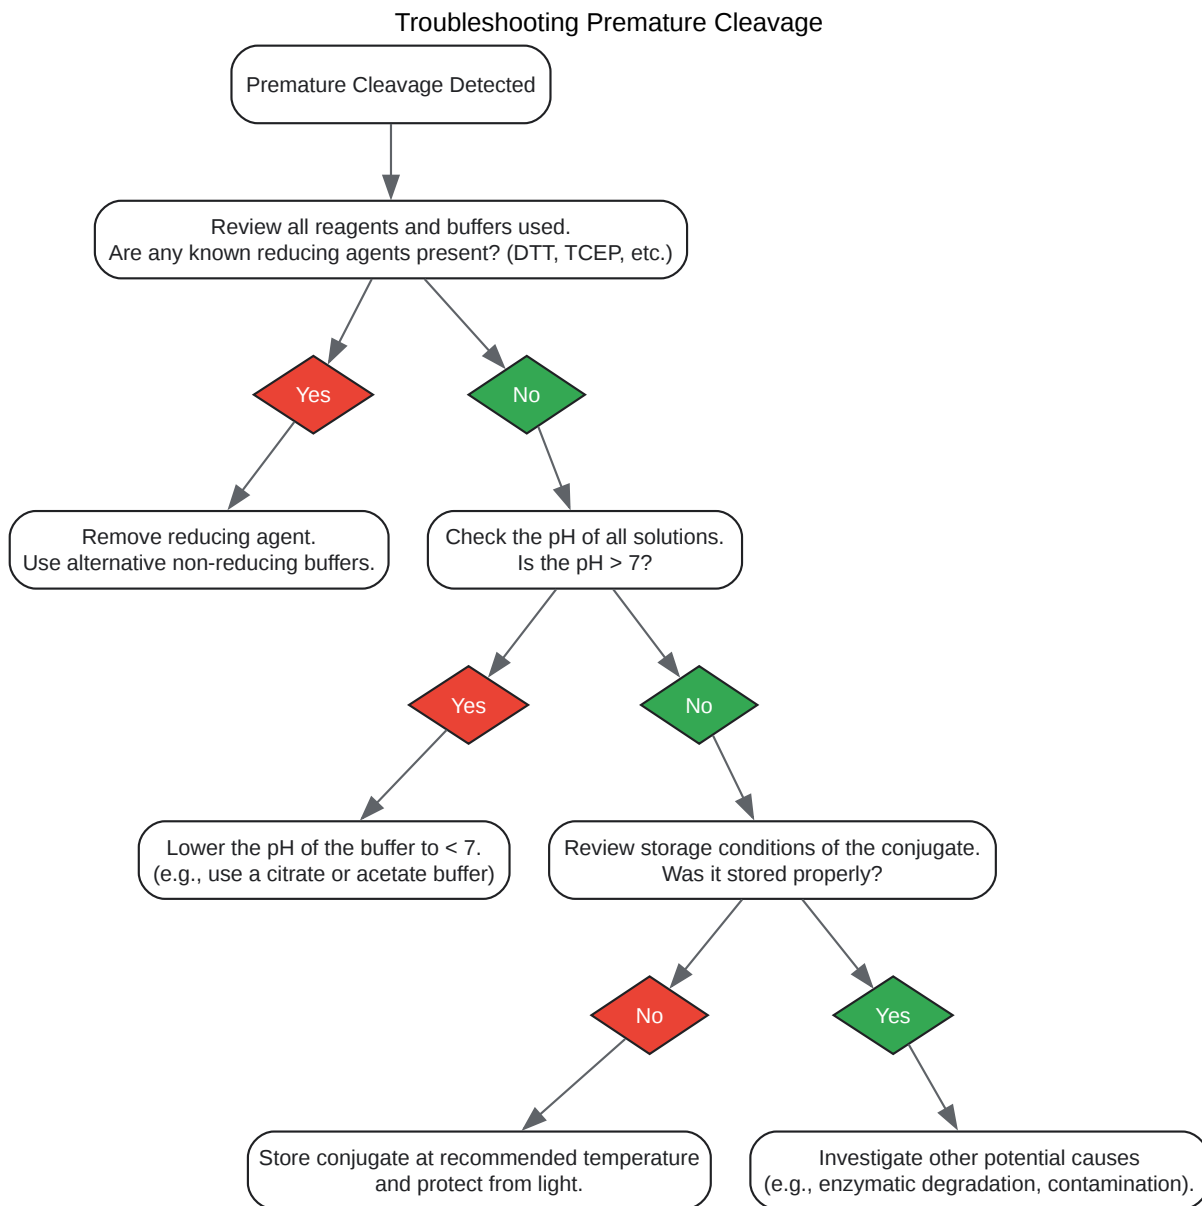 Troubleshooting Premature Cleavage
Premature Cleavage Detected
Review all reagents and buffers used.
Are any known reducing agents present? (DTT, TCEP, etc.)
Yes
No
Remove reducing agent.
Use alternative non-reducing buffers.
Check the pH of all solutions.
Is the pH > 7?
Yes
No
Lower the pH of the buffer to < 7.
(e.g., use a citrate or acetate buffer)
Review storage conditions of the conjugate.
Was it stored properly?
No
Yes
Store conjugate at recommended temperature
and protect from light.
Investigate other potential causes
(e.g., enzymatic degradation, contamination).